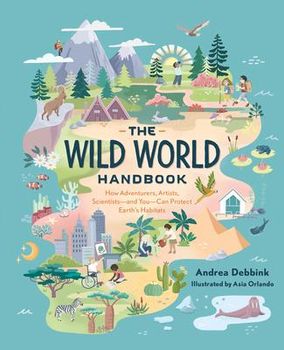 THE
WILD WORLD
HANDBOOK
How Adventurers, Artists,
Scientists—and You—Can Protect
Earth's Habitats
Andrea Debbink
Illustrated by Asia Orlando